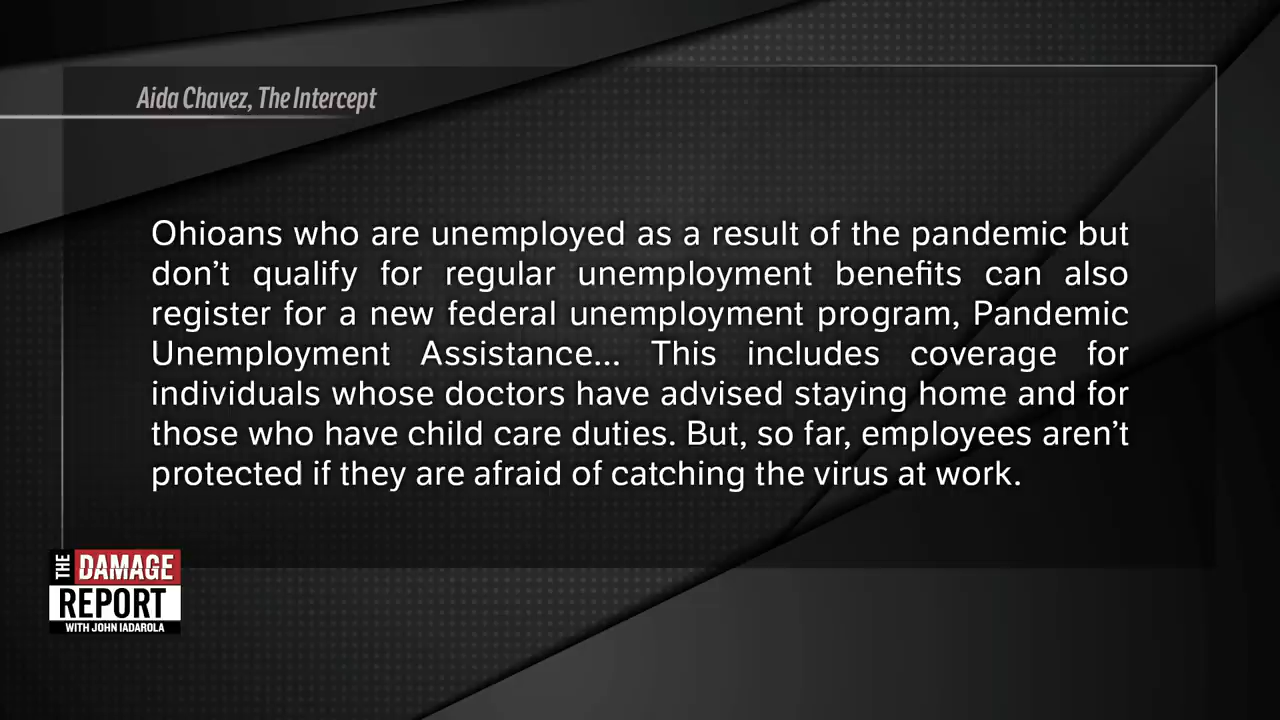 Aida Chavez, The Intercept
Ohioans who are unemployed as a result of the pandemic but
don’t qualify for regular unemployment benefits can also
register for a new federal unemployment program, Pandemic
Unemployment Assistance... This includes coverage for
individuals whose doctors have advised staying home and for
those who have child care duties. But, so far, employees aren’t
protected if they are afraid of catching the virus at work.
THE DAMAGE
REPORT
WITH JOHN IADAROLA